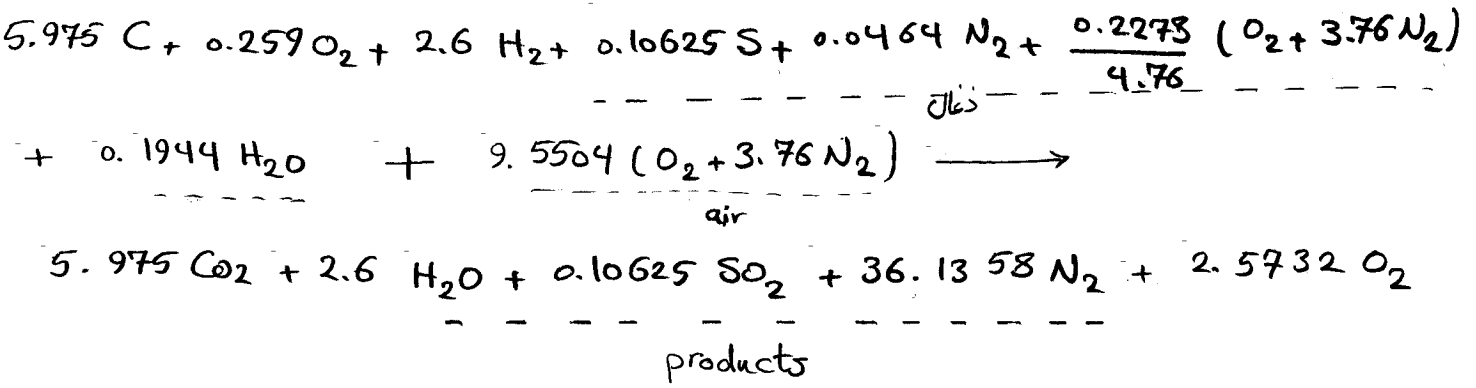 5.975 C + 0.259 O₂ + 2.6 H₂ + 0.10625 S + 0.0464 N₂ + 0.2278/4.76 (O₂ + 3.76 N₂)
ذغال
+ 0.1944 H₂O + 9.5504 (O₂ + 3.76 N₂) ⟶
air
5.975 CO₂ + 2.6 H₂O + 0.10625 SO₂ + 36.1358 N₂ + 2.5732 O₂
products